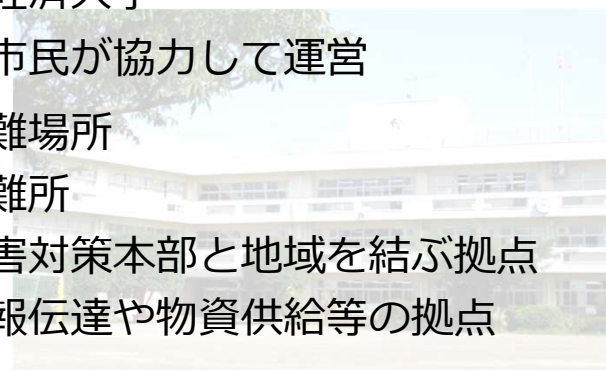 市民が協力して運営
難場所
難所
害対策本部と地域を結ぶ拠点
報伝達や物資供給等の拠点